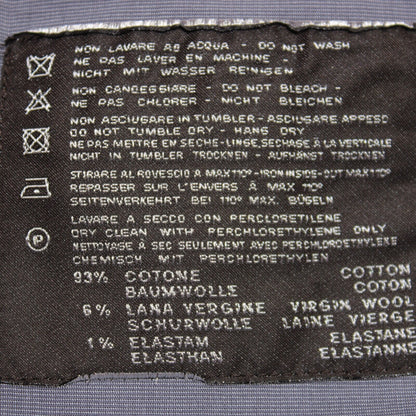 NON LAVARE AD ACQUA - DO NOT WASH
NE PAS LAVER EN MACHINE -
NICHT MIT WASSER REINIGEN
NON CANDEGGIARE - DO NOT BLEACH -
NE PAS CHLORER - NICHT BLEICHEN
NON ASCIUGARE IN TUMBLER - ASCIUGARE APPESO
DO NOT TUMBLE DRY - HANG DRY
NE PAS METTRE EN SECHE-LINGE, SECHAGE A LA VERTICALE
NICHT IN TUMBLER TROCKNEN - AUFHÄNGT TROCKNEN
STIRARE AL ROVESCIO A MAX 110° - IRON INSIDE-OUT MAX 110°
REPASSER SUR L'ENVERS A MAX 110°
SEITENVERKEHRT BEI 110° MAX. BÜGELN
P
LAVARE A SECCO CON PERCLORETILENE
DRY CLEAN WITH PERCHLORETHYLENE ONLY
NETTOYAGE A SEC SEULEMENT AVEC PERCHLOROETHYLENE
CHEMISCH MIT PERCHLORETHYLEN
93% COTONE COTTON
BAUMWOLLE COTON
6% LANA VERGINE VIRGIN WOOL
SCHURWOLLE LAINE VIERGE
1% ELASTAM ELASTANE
ELASTHAN ELASTANNE